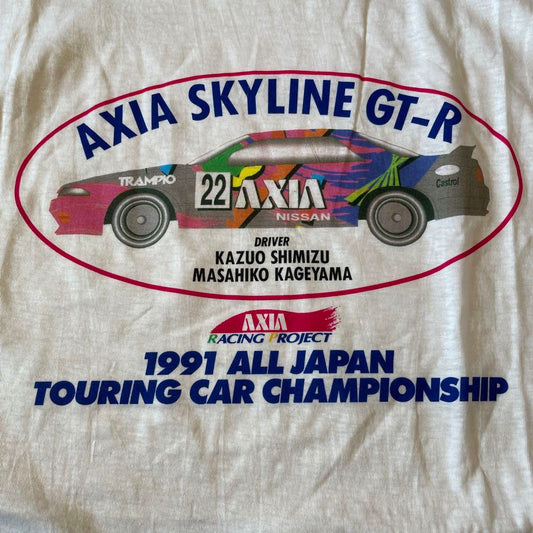 AXIA SKYLINE GT-R
TRAMPIO
22
AXIA
NISSAN
Castrol
DRIVER
KAZUO SHIMIZU
MASAHIKO KAGEYAMA
AXIA
RACING PROJECT
1991 ALL JAPAN
TOURING CAR CHAMPIONSHIP